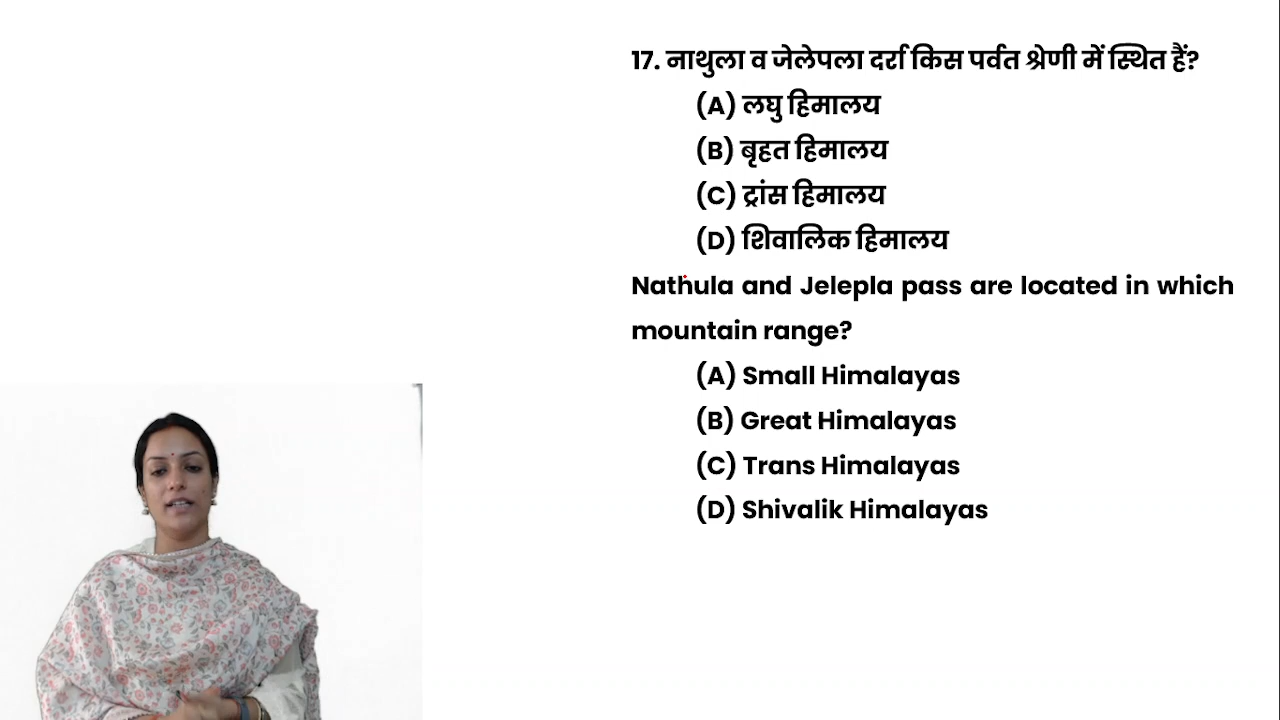 17. नाथुला व जेलेपला दर्रा किस पर्वत श्रेणी में स्थित हैं?
(A) लघु हिमालय
(B) बृहत हिमालय
(C) ट्रांस हिमालय
(D) शिवालिक हिमालय
Nathula and Jelepla pass are located in which
mountain range?
(A) Small Himalayas
(B) Great Himalayas
(C) Trans Himalayas
(D) Shivalik Himalayas